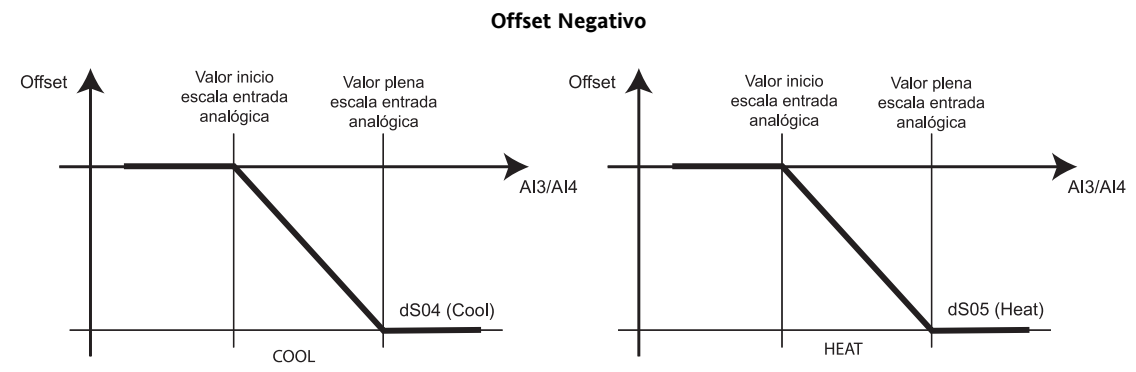 Offset Negativo
Offset
Valor inicio
escala entrada
analógica
Valor plena
escala entrada
analógica
AI3/AI4
dS04 (Cool)
COOL
Offset
Valor inicio
escala entrada
analógica
Valor plena
escala entrada
analógica
AI3/AI4
dS05 (Heat)
HEAT